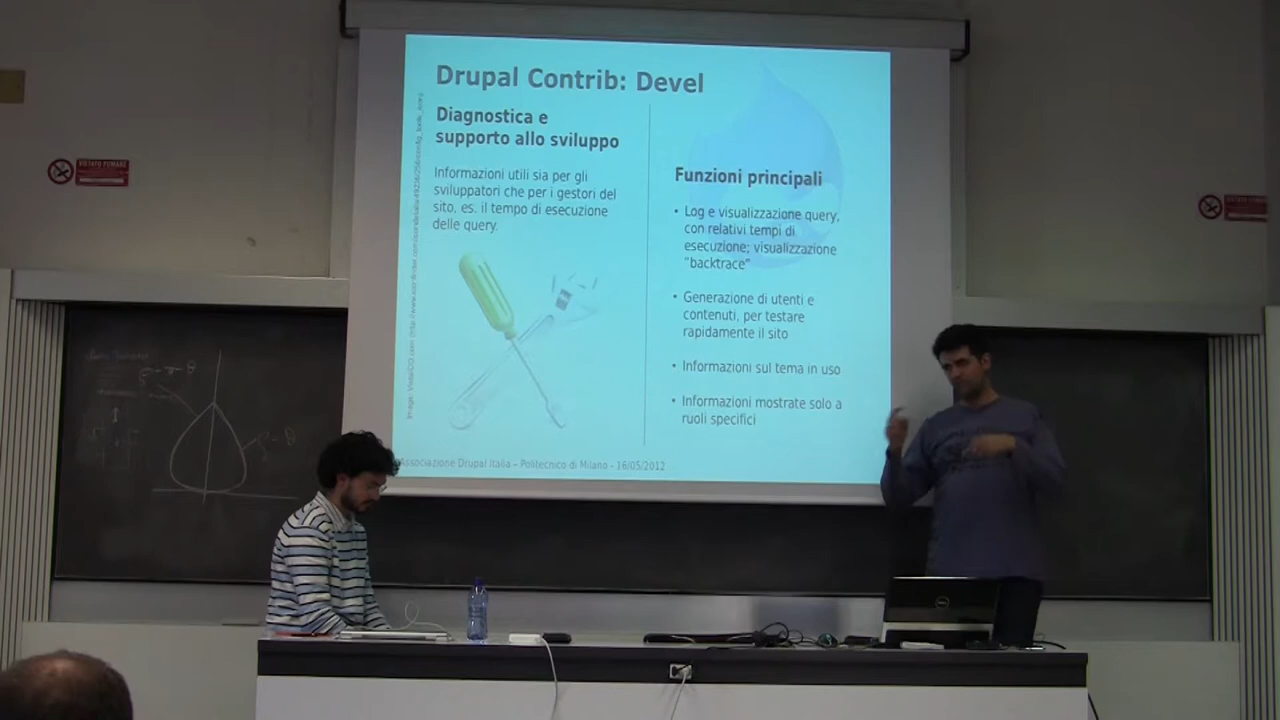 Drupal Contrib: Devel
Diagnostica e
supporto allo sviluppo
Informazioni utili sia per gli
sviluppatori che per i gestori del
sito, es. il tempo di esecuzione
delle query.
Funzioni principali
• Log e visualizzazione query,
con relativi tempi di
esecuzione; visualizzazione
"backtrace"
• Generazione di utenti e
contenuti, per testare
rapidamente il sito
• Informazioni sul tema in uso
• Informazioni mostrate solo a
ruoli specifici
Associazione Drupal Italia – Politecnico di Milano - 16/05/2012
VIETATO FUMARE
DELL